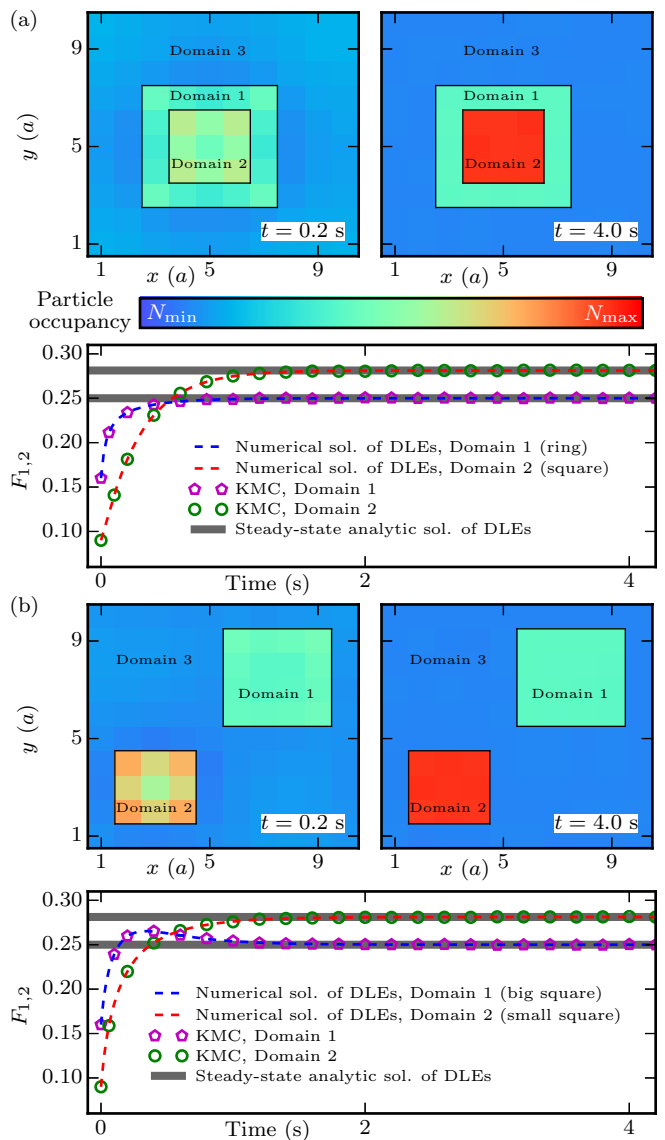 (a)
9
5
1
y (a)
Domain 3
Domain 1
Domain 2
t = 0.2 s
1
5
9
x (a)
Domain 3
Domain 1
Domain 2
t = 4.0 s
1
5
9
x (a)
Particle
occupancy
N_min
N_max
0.30
0.25
0.20
0.15
0.10
F_1,2
Numerical sol. of DLEs, Domain 1 (ring)
Numerical sol. of DLEs, Domain 2 (square)
KMC, Domain 1
KMC, Domain 2
Steady-state analytic sol. of DLEs
0
2
4
Time (s)
(b)
9
5
1
y (a)
Domain 3
Domain 1
Domain 2
t = 0.2 s
1
5
9
x (a)
Domain 3
Domain 1
Domain 2
t = 4.0 s
1
5
9
x (a)
0.30
0.25
0.20
0.15
0.10
F_1,2
Numerical sol. of DLEs, Domain 1 (big square)
Numerical sol. of DLEs, Domain 2 (small square)
KMC, Domain 1
KMC, Domain 2
Steady-state analytic sol. of DLEs
0
2
4
Time (s)